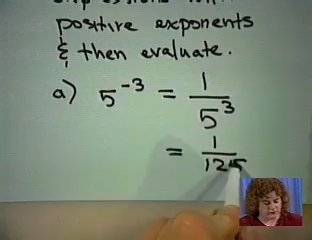 positive exponents
& then evaluate.
a) 5⁻³ = 1/5³
= 1/125